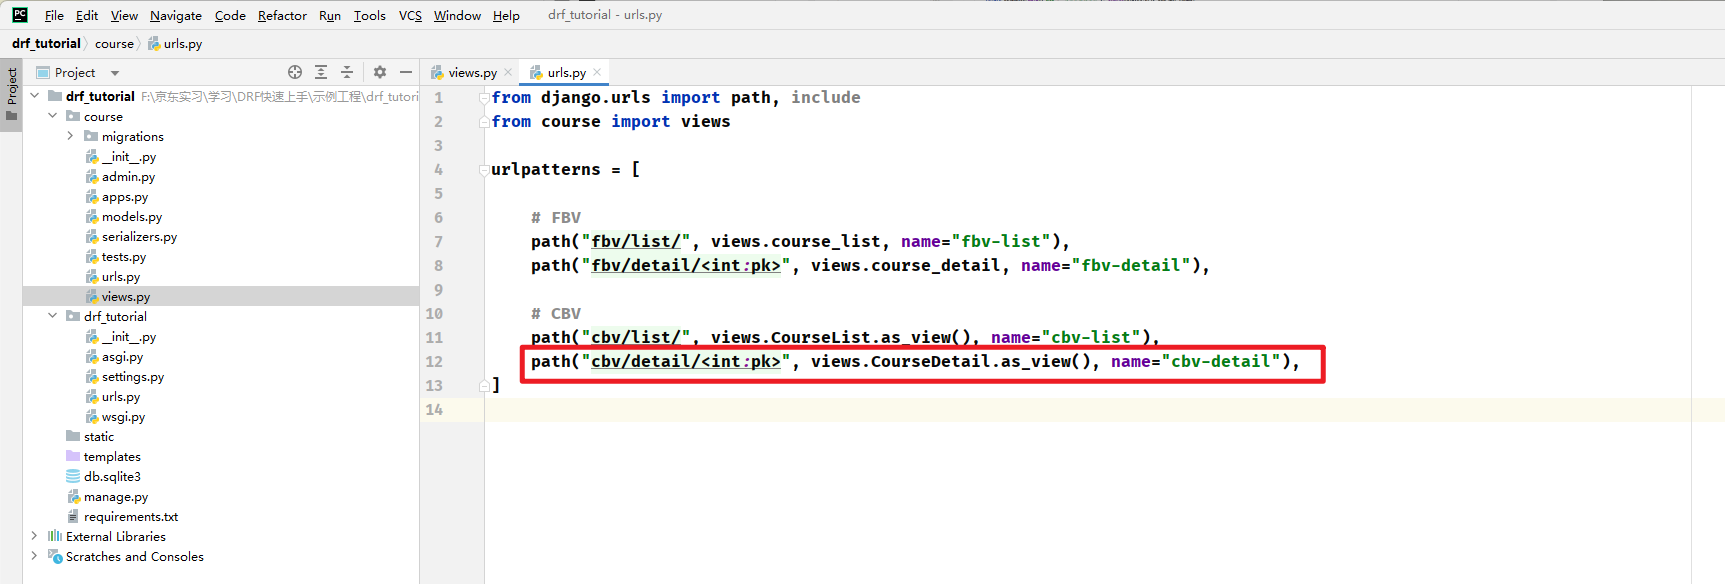 PC File Edit View Navigate Code Refactor Run Tools VCS Window Help drf_tutorial - urls.py
drf_tutorial course urls.py
Project
Project
views.py
urls.py
drf_tutorial F:\京东实习\学习\DRF快速上手\示例工程\drf_tutori
course
migrations
__init__.py
admin.py
apps.py
models.py
serializers.py
tests.py
urls.py
views.py
drf_tutorial
__init__.py
asgi.py
settings.py
urls.py
wsgi.py
static
templates
db.sqlite3
manage.py
requirements.txt
External Libraries
Scratches and Consoles
1 from django.urls import path, include
2 from course import views
3
4 urlpatterns = [
5
6 # FBV
7 path("fbv/list/", views.course_list, name="fbv-list"),
8 path("fbv/detail/<int:pk>", views.course_detail, name="fbv-detail"),
9
10 # CBV
11 path("cbv/list/", views.CourseList.as_view(), name="cbv-list"),
12 path("cbv/detail/<int:pk>", views.CourseDetail.as_view(), name="cbv-detail"),
13 ]
14